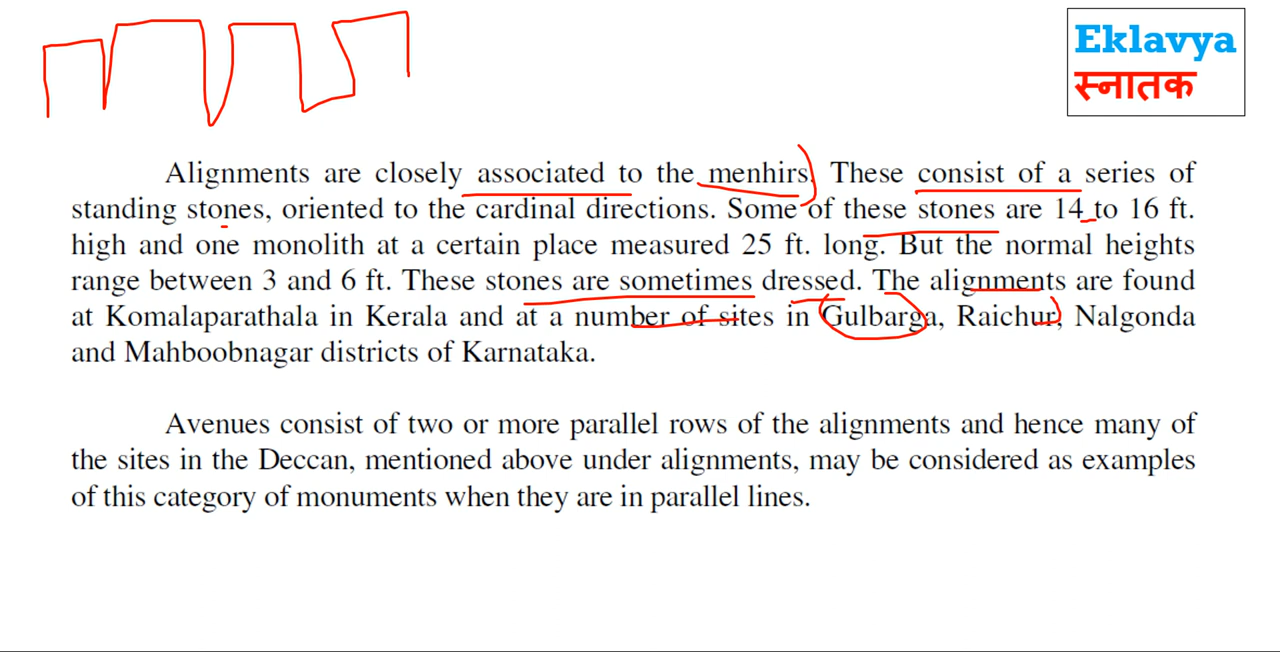 Eklavya
स्नातक
Alignments are closely associated to the menhirs. These consist of a series of
standing stones, oriented to the cardinal directions. Some of these stones are 14 to 16 ft.
high and one monolith at a certain place measured 25 ft. long. But the normal heights
range between 3 and 6 ft. These stones are sometimes dressed. The alignments are found
at Komalaparathala in Kerala and at a number of sites in Gulbarga, Raichur, Nalgonda
and Mahboobnagar districts of Karnataka.
Avenues consist of two or more parallel rows of the alignments and hence many of
the sites in the Deccan, mentioned above under alignments, may be considered as examples
of this category of monuments when they are in parallel lines.